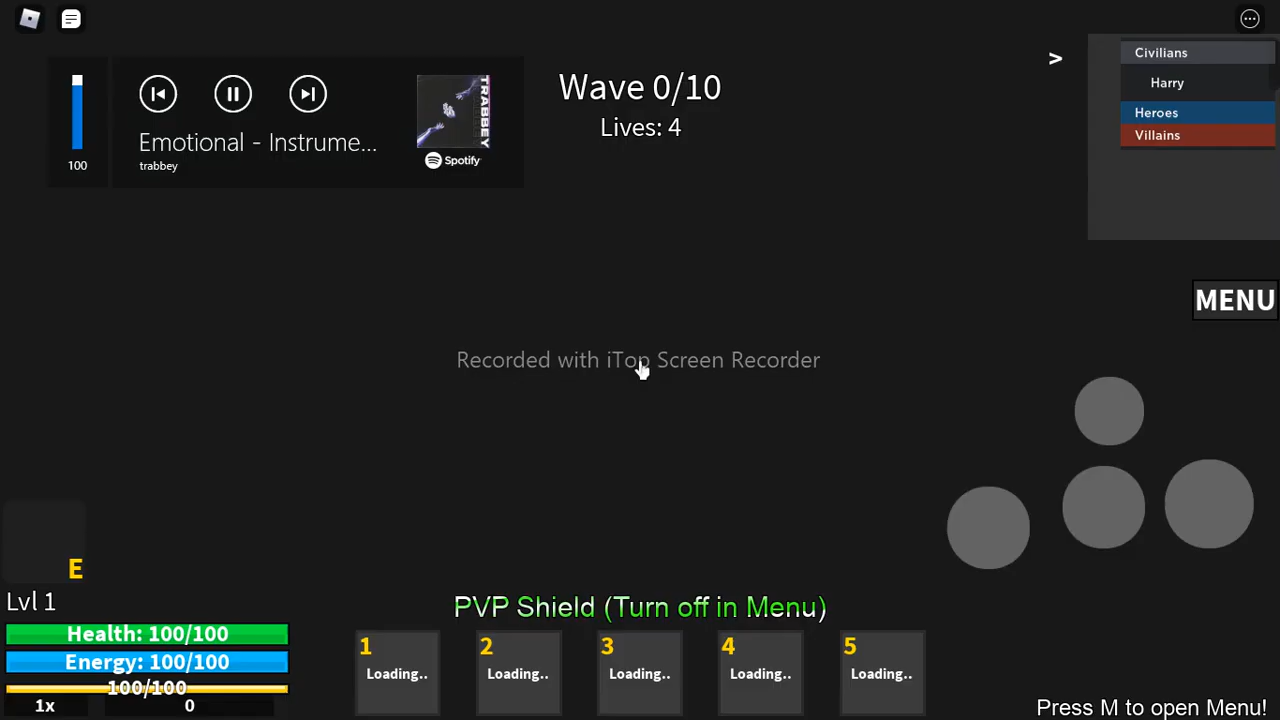 Wave 0/10
Lives: 4
Emotional - Instrume...
trabbey
100
TRABBEY
Spotify
>
Civilians
Harry
Heroes
Villains
MENU
Recorded with iTop Screen Recorder
E
Lvl 1
Health: 100/100
Energy: 100/100
100/100
1x
0
PVP Shield (Turn off in Menu)
1
Loading..
2
Loading..
3
Loading..
4
Loading..
5
Loading..
Press M to open Menu!